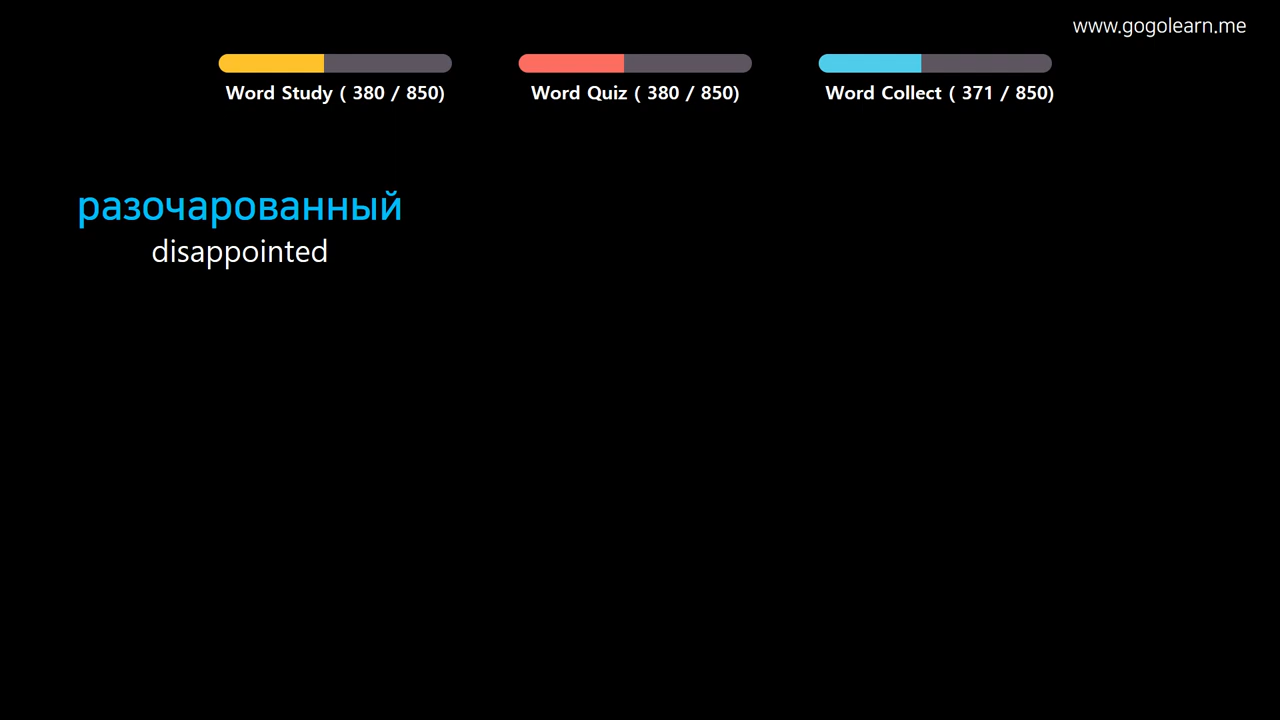 www.gogolearn.me
Word Study ( 380 / 850)
Word Quiz ( 380 / 850)
Word Collect ( 371 / 850)
разочарованный
disappointed